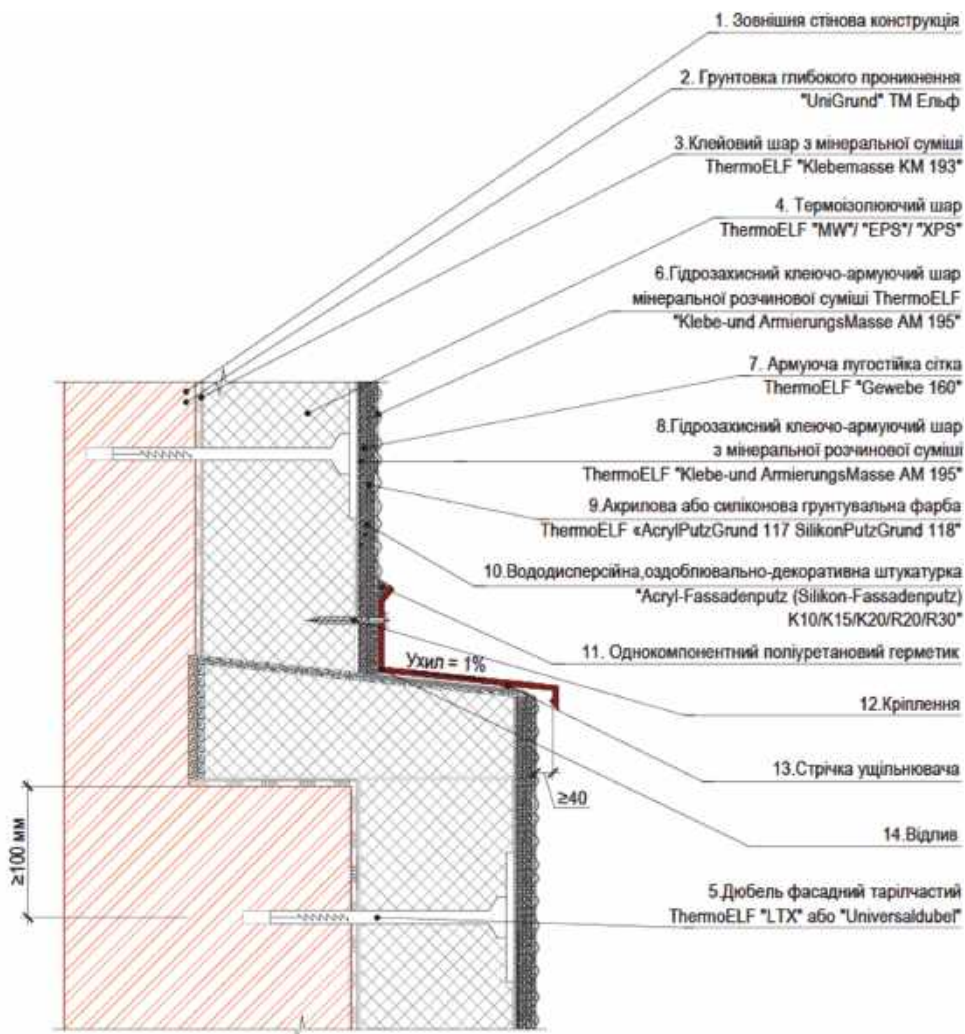 1. Зовнішня стінова конструкція
2. Грунтовка глибокого проникнення
"UniGrund" ТМ Ельф
3.Клейовий шар з мінеральної суміші
ThermoELF "Klebemasse KM 193"
4. Термоізолюючий шар
ThermoELF "MW"/ "EPS"/ "XPS"
6.Гідрозахисний клеючо-армуючий шар
мінеральної розчинової суміші ThermoELF
"Klebe-und ArmierungsMasse AM 195"
7. Армуюча лугостійка сітка
ThermoELF "Gewebe 160"
8.Гідрозахисний клеючо-армуючий шар
з мінеральної розчинової суміші
ThermoELF "Klebe-und ArmierungsMasse AM 195"
9.Акрилова або силіконова грунтувальна фарба
ThermoELF «AcrylPutzGrund 117 SilikonPutzGrund 118"
10.Вододисперсійна,оздоблювально-декоративна штукатурка
"Acryl-Fassadenputz (Silikon-Fassadenputz)
K10/K15/K20/R20/R30"
11. Однокомпонентний поліуретановий герметик
Ухил = 1%
12.Кріплення
13.Стрічка ущільнювача
≥40
14.Відлив
≥100 мм
5.Дюбель фасадний тарілчастий
ThermoELF "LTX" або "Universaldubel"